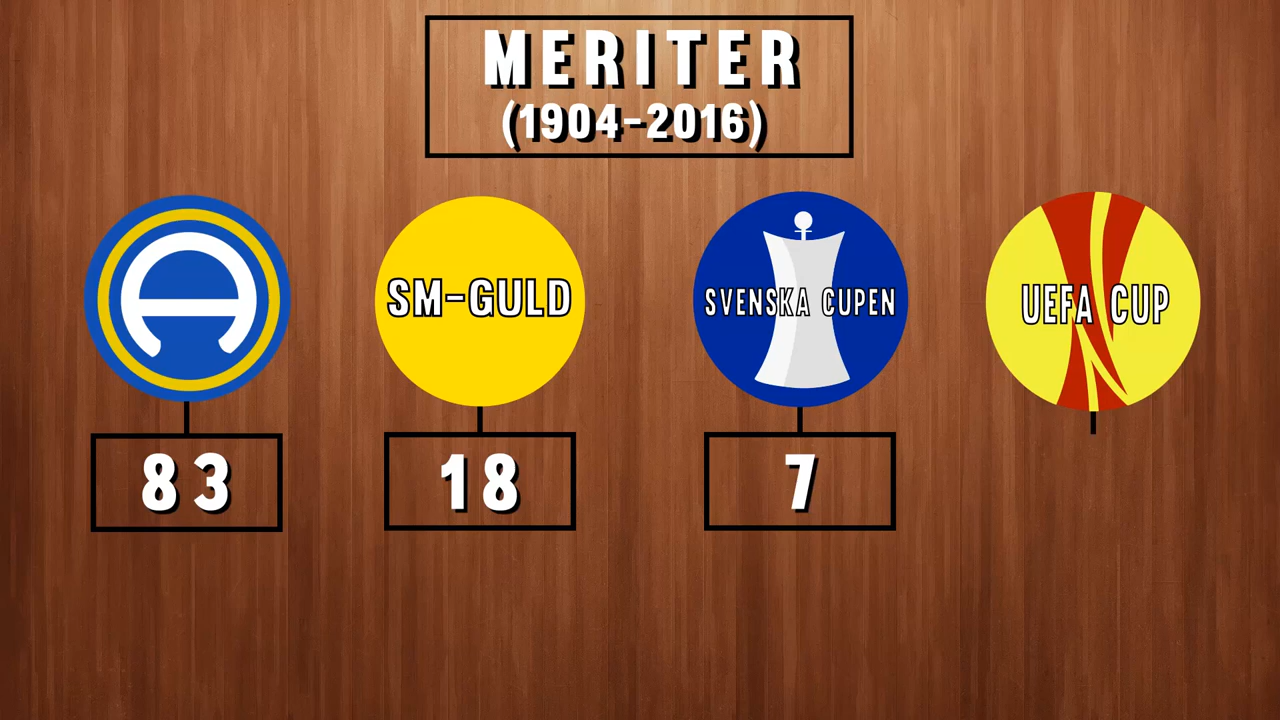 MERITER
(1904-2016)
SM-GULD
SVENSKA CUPEN
UEFA CUP
83
18
7